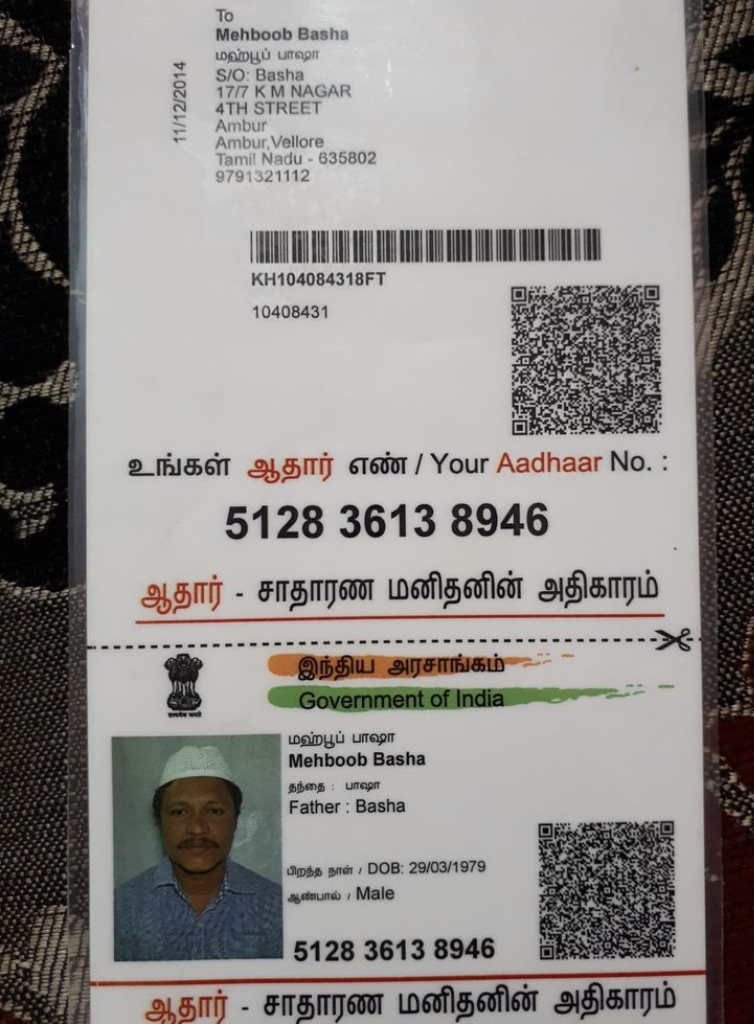 To
Mehboob Basha
மஹ்பூப் பாஷா
S/O: Basha
17/7 K M NAGAR
4TH STREET
Ambur
Ambur,Vellore
Tamil Nadu - 635802
9791321112
11/12/2014
KH104084318FT
10408431
உங்கள் ஆதார் எண் / Your Aadhaar No. :
5128 3613 8946
ஆதார் - சாதாரண மனிதனின் அதிகாரம்
இந்திய அரசாங்கம்
Government of India
सत्यमेव जयते
மஹ்பூப் பாஷா
Mehboob Basha
தந்தை : பாஷா
Father : Basha
பிறந்த நாள் / DOB: 29/03/1979
ஆண்பால் / Male
5128 3613 8946
ஆதார் - சாதாரண மனிதனின் அதிகாரம்